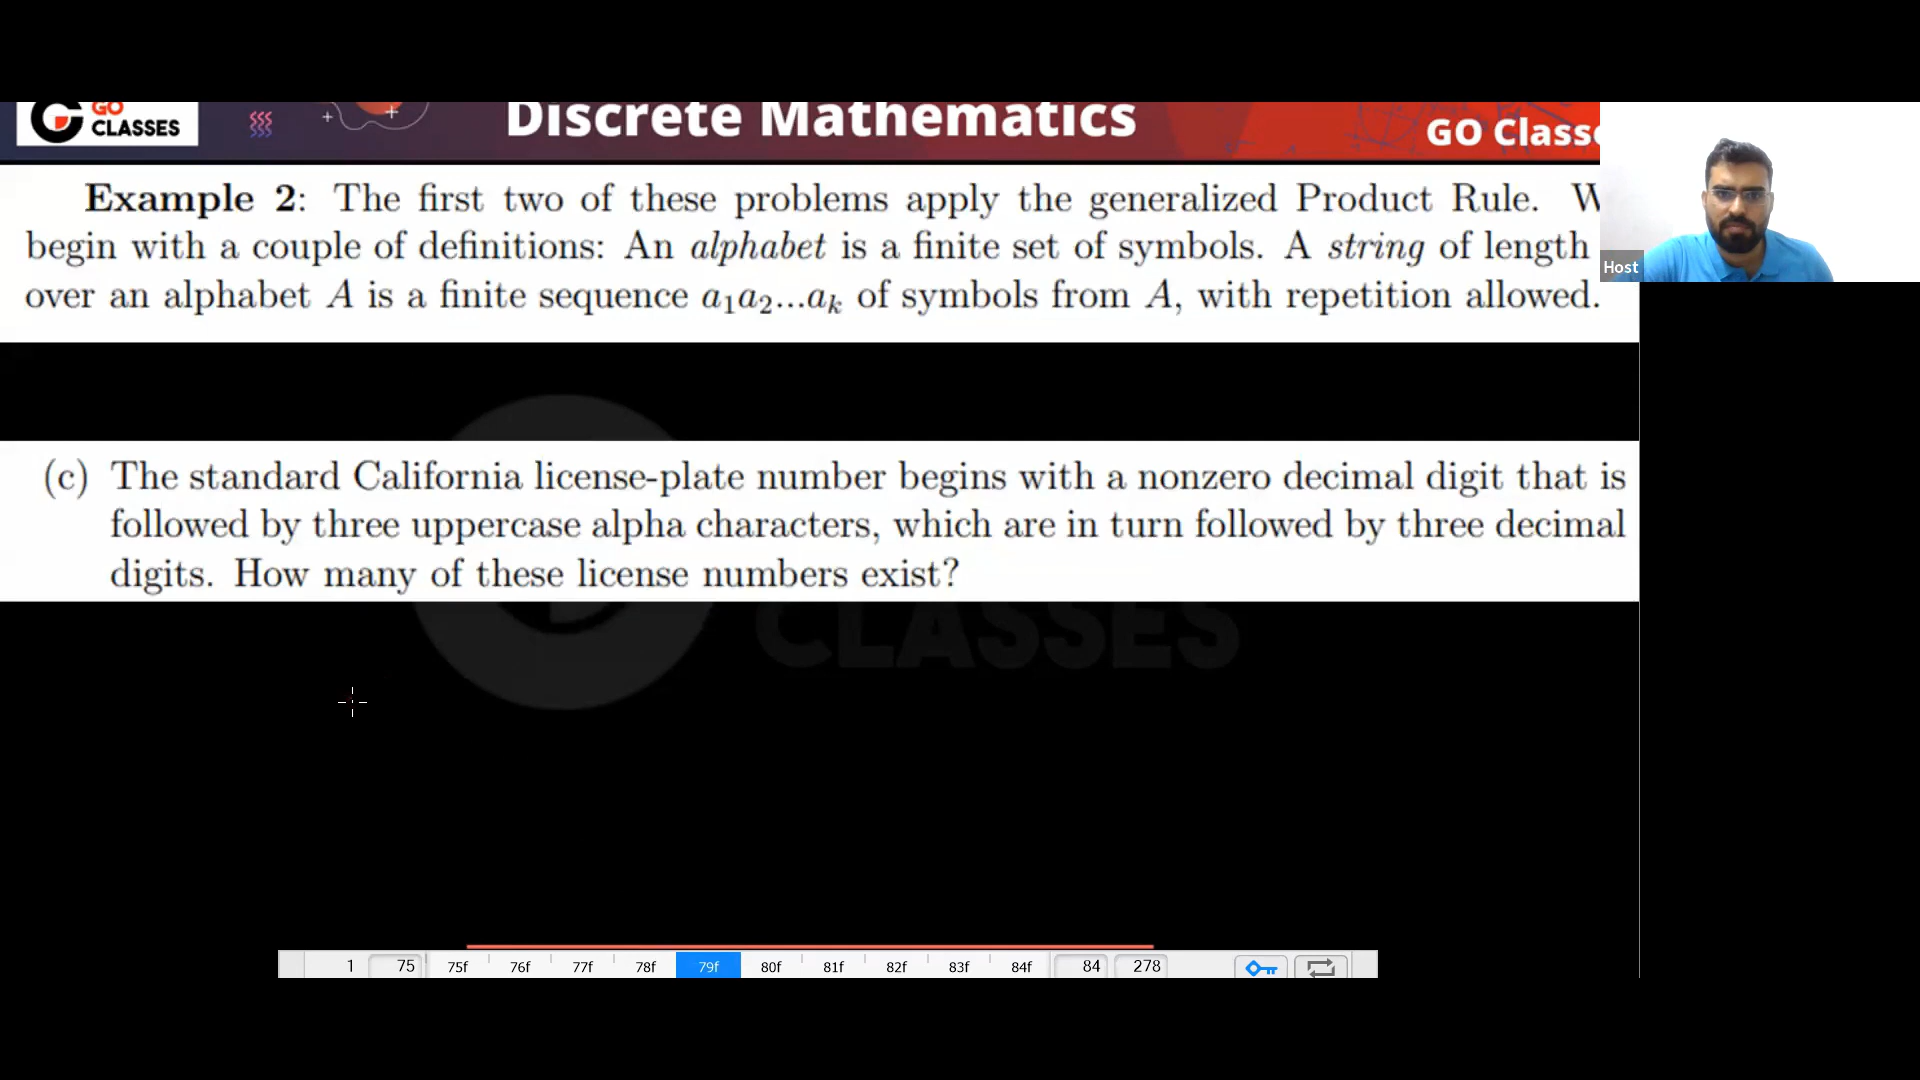 GO
CLASSES
Discrete Mathematics
GO Classe
Example 2: The first two of these problems apply the generalized Product Rule. W
begin with a couple of definitions: An alphabet is a finite set of symbols. A string of length
over an alphabet A is a finite sequence a₁a₂...aₖ of symbols from A, with repetition allowed.
Host
(c) The standard California license-plate number begins with a nonzero decimal digit that is
followed by three uppercase alpha characters, which are in turn followed by three decimal
digits. How many of these license numbers exist?
CLASSES
1 75 75f 76f 77f 78f 79f 80f 81f 82f 83f 84f 84 278